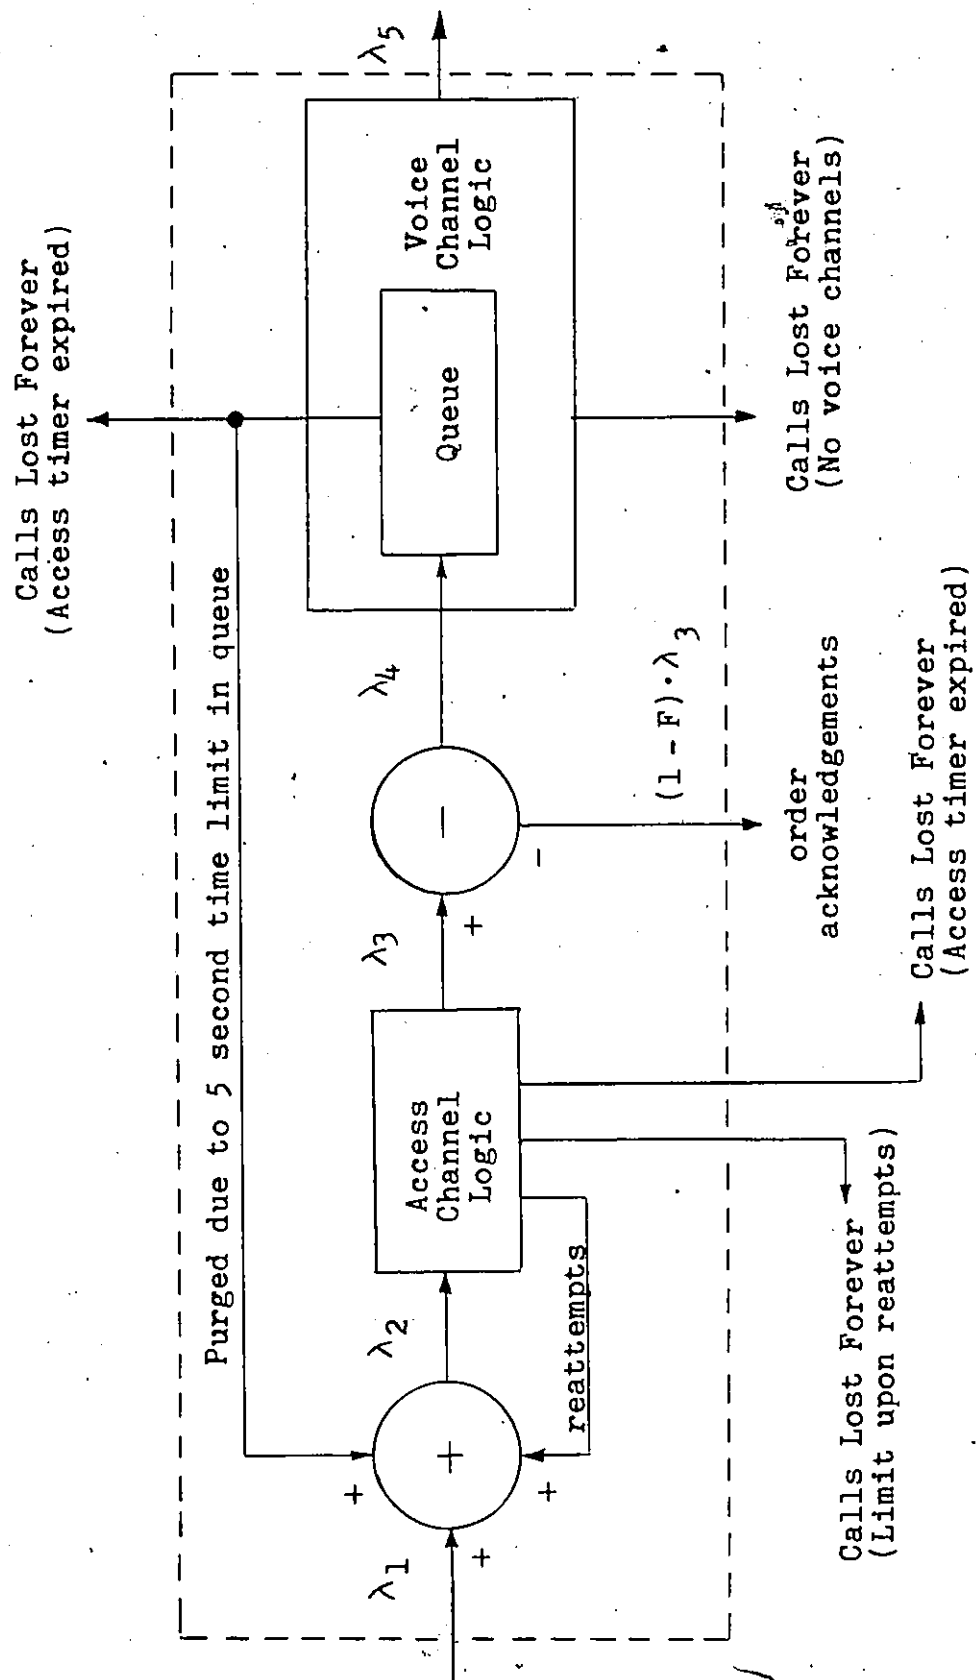 Calls Lost Forever
(Access timer expired)
Purged due to 5 second time limit in queue
λ1
+
+
+
+
λ2
reattempts
Access
Channel
Logic
λ3
+
−
−
λ4
(1 - F)·λ3
Queue
Voice
Channel
Logic
λ5
order
acknowledgements
Calls Lost Forever
(No voice channels)
Calls Lost Forever
(Limit upon reattempts)
Calls Lost Forever
(Access timer expired)